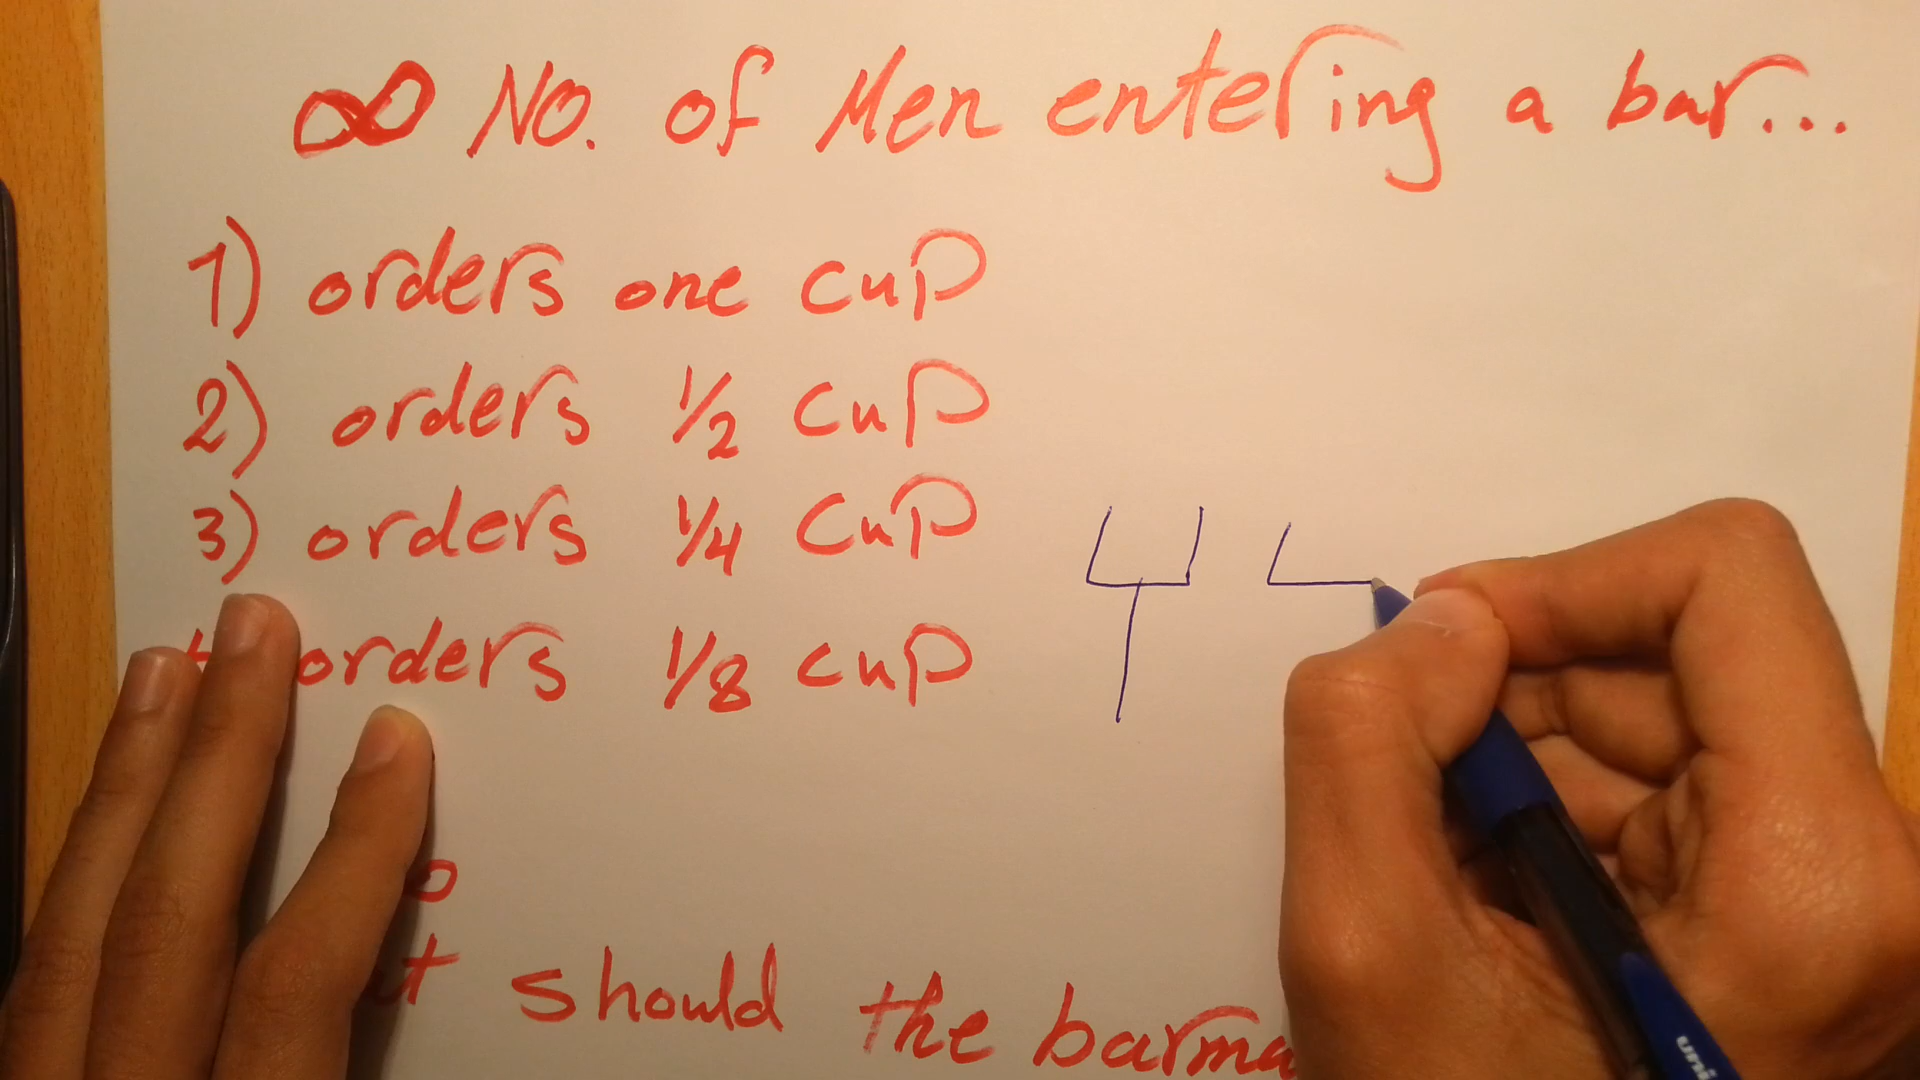 ∞ No. of Men entering a bar...
1) orders one cup
2) orders 1/2 cup
3) orders 1/4 cup
orders 1/8 cup
should the
uni